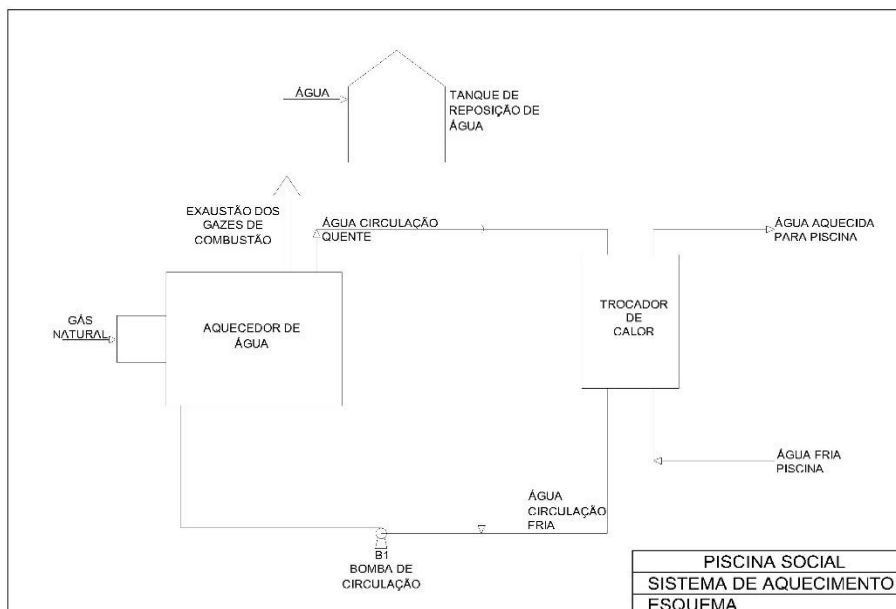 ÁGUA
TANQUE DE
REPOSIÇÃO DE
ÁGUA
EXAUSTÃO DOS
GAZES DE
COMBUSTÃO
ÁGUA CIRCULAÇÃO
QUENTE
ÁGUA AQUECIDA
PARA PISCINA
GÁS
NATURAL
AQUECEDOR DE
ÁGUA
TROCADOR
DE
CALOR
ÁGUA FRIA
PISCINA
ÁGUA
CIRCULAÇÃO
FRIA
B1
BOMBA DE
CIRCULAÇÃO
PISCINA SOCIAL
SISTEMA DE AQUECIMENTO
ESQUEMA